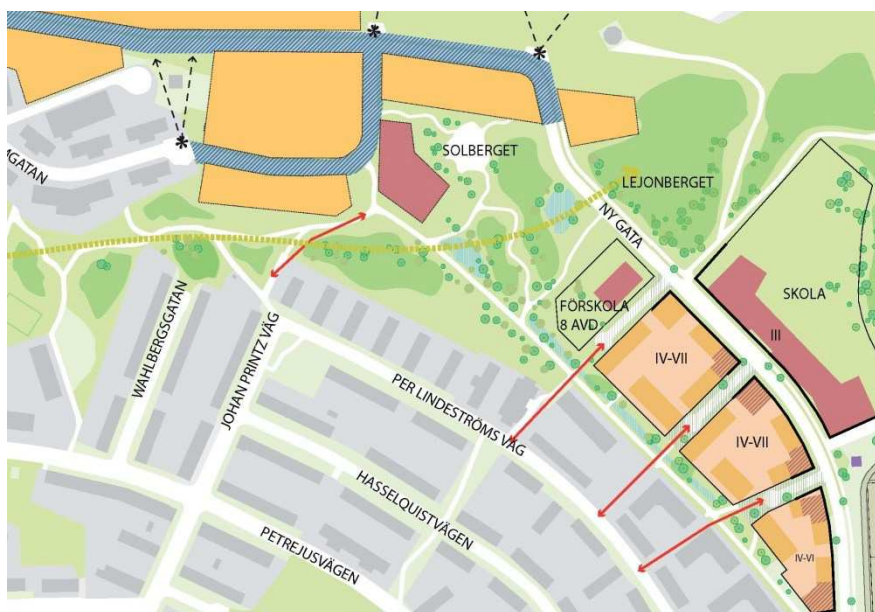 SOLBERGET
LEJONBERGET
NY GATA
FÖRSKOLA
8 AVD
SKOLA
III
IV-VII
IV-VII
IV-VI
WAHLBERGSGATAN
JOHAN PRINTZ VÄG
PER LINDESTRÖMS VÄG
HASSELQUISTVÄGEN
PETREJUSVÄGEN